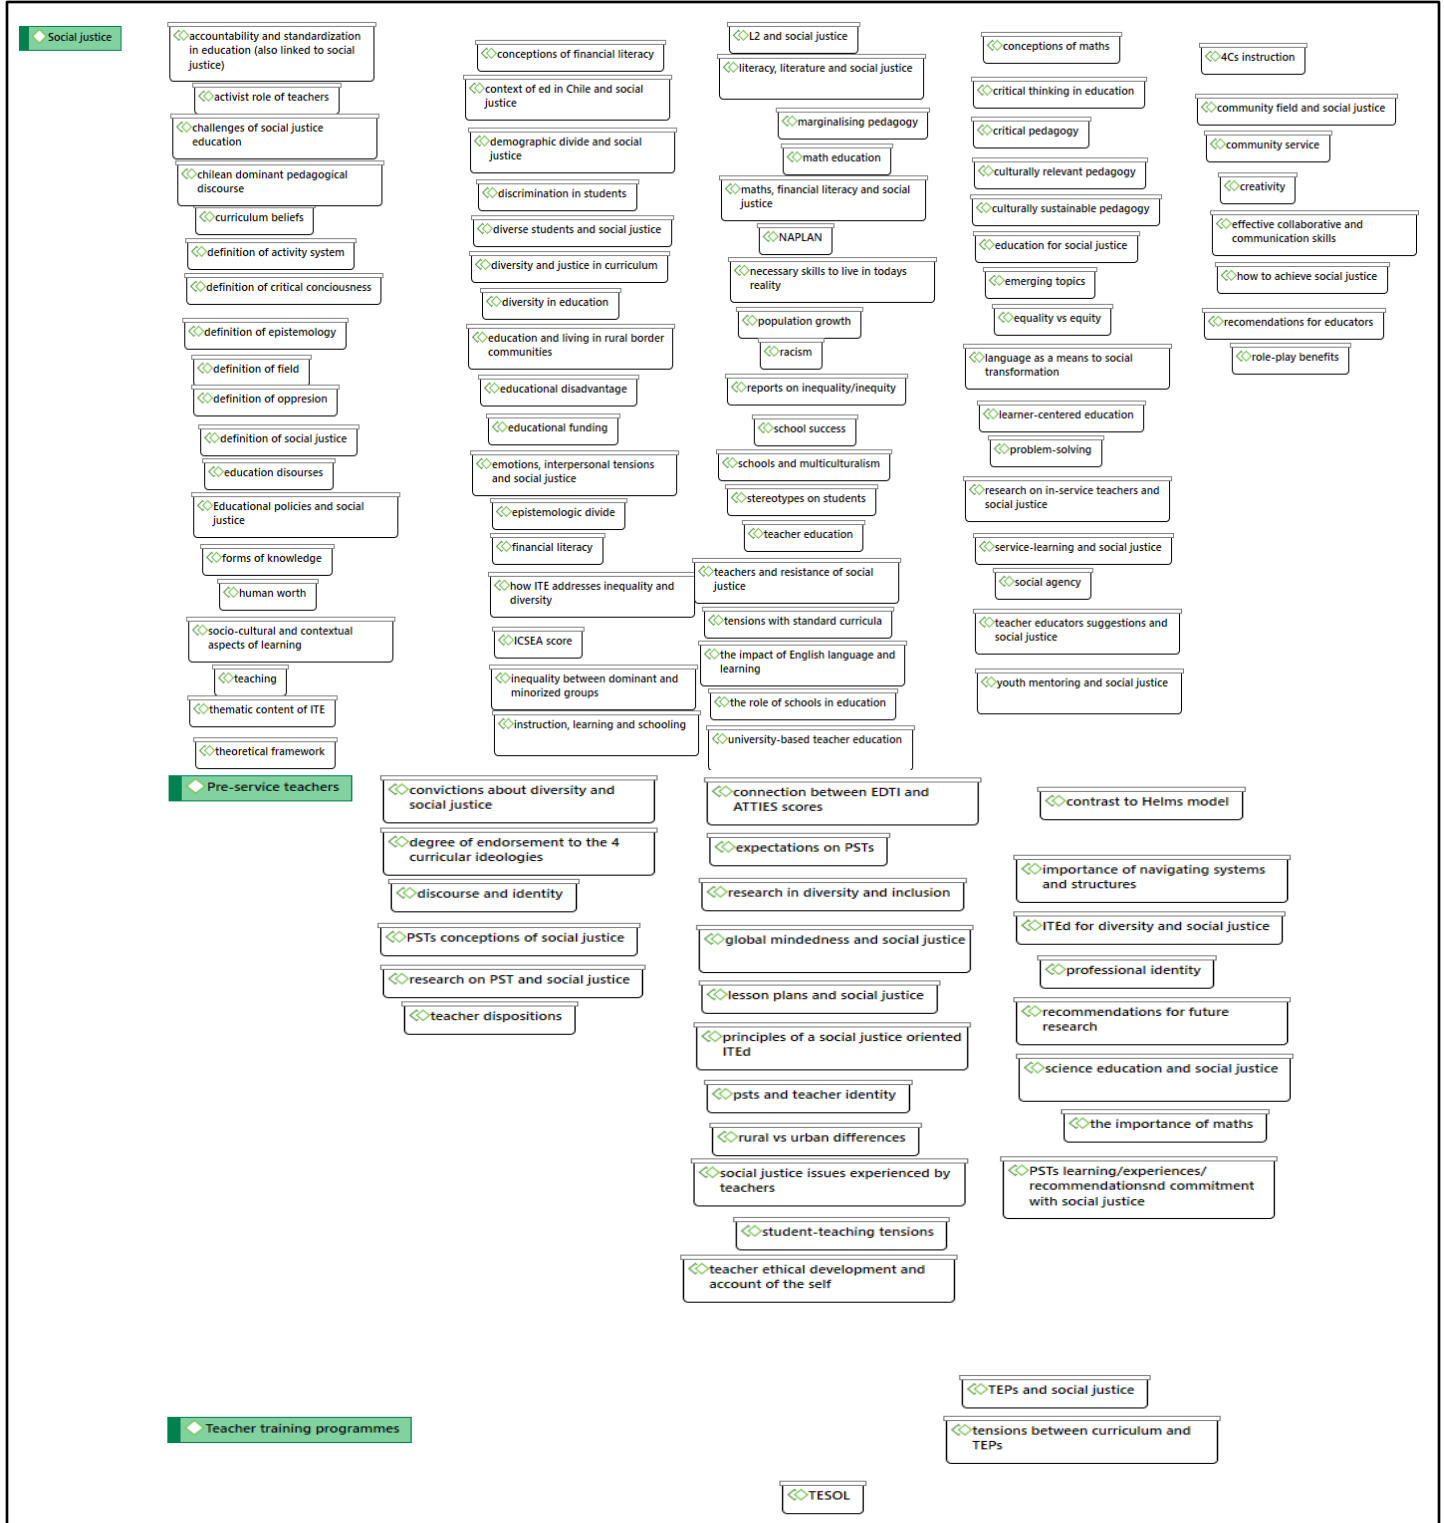 Social justice
accountability and standardization
in education (also linked to social
justice)
activist role of teachers
challenges of social justice
education
chilean dominant pedagogical
discourse
curriculum beliefs
definition of activity system
definition of critical conciousness
definition of epistemology
definition of field
definition of oppresion
definition of social justice
education disourses
Educational policies and social
justice
forms of knowledge
human worth
socio-cultural and contextual
aspects of learning
teaching
thematic content of ITE
theoretical framework
conceptions of financial literacy
context of ed in Chile and social
justice
demographic divide and social
justice
discrimination in students
diverse students and social justice
diversity and justice in curriculum
diversity in education
education and living in rural border
communities
educational disadvantage
educational funding
emotions, interpersonal tensions
and social justice
epistemologic divide
financial literacy
how ITE addresses inequality and
diversity
ICSEA score
inequality between dominant and
minorized groups
instruction, learning and schooling
L2 and social justice
literacy, literature and social justice
marginalising pedagogy
math education
maths, financial literacy and social
justice
NAPLAN
necessary skills to live in todays
reality
population growth
racism
reports on inequality/inequity
school success
schools and multiculturalism
stereotypes on students
teacher education
teachers and resistance of social
justice
tensions with standard curricula
the impact of English language and
learning
the role of schools in education
university-based teacher education
conceptions of maths
critical thinking in education
critical pedagogy
culturally relevant pedagogy
culturally sustainable pedagogy
education for social justice
emerging topics
equality vs equity
language as a means to social
transformation
learner-centered education
problem-solving
research on in-service teachers and
social justice
service-learning and social justice
social agency
teacher educators suggestions and
social justice
youth mentoring and social justice
4Cs instruction
community field and social justice
community service
creativity
effective collaborative and
communication skills
how to achieve social justice
recomendations for educators
role-play benefits
Pre-service teachers
convictions about diversity and
social justice
degree of endorsement to the 4
curricular ideologies
discourse and identity
PSTs conceptions of social justice
research on PST and social justice
teacher dispositions
connection between EDTI and
ATTIES scores
expectations on PSTs
research in diversity and inclusion
global mindedness and social justice
lesson plans and social justice
principles of a social justice oriented
ITEd
psts and teacher identity
rural vs urban differences
social justice issues experienced by
teachers
student-teaching tensions
teacher ethical development and
account of the self
contrast to Helms model
importance of navigating systems
and structures
ITEd for diversity and social justice
professional identity
recommendations for future
research
science education and social justice
the importance of maths
PSTs learning/experiences/
recommendationsnd commitment
with social justice
Teacher training programmes
TEPs and social justice
tensions between curriculum and
TEPs
TESOL